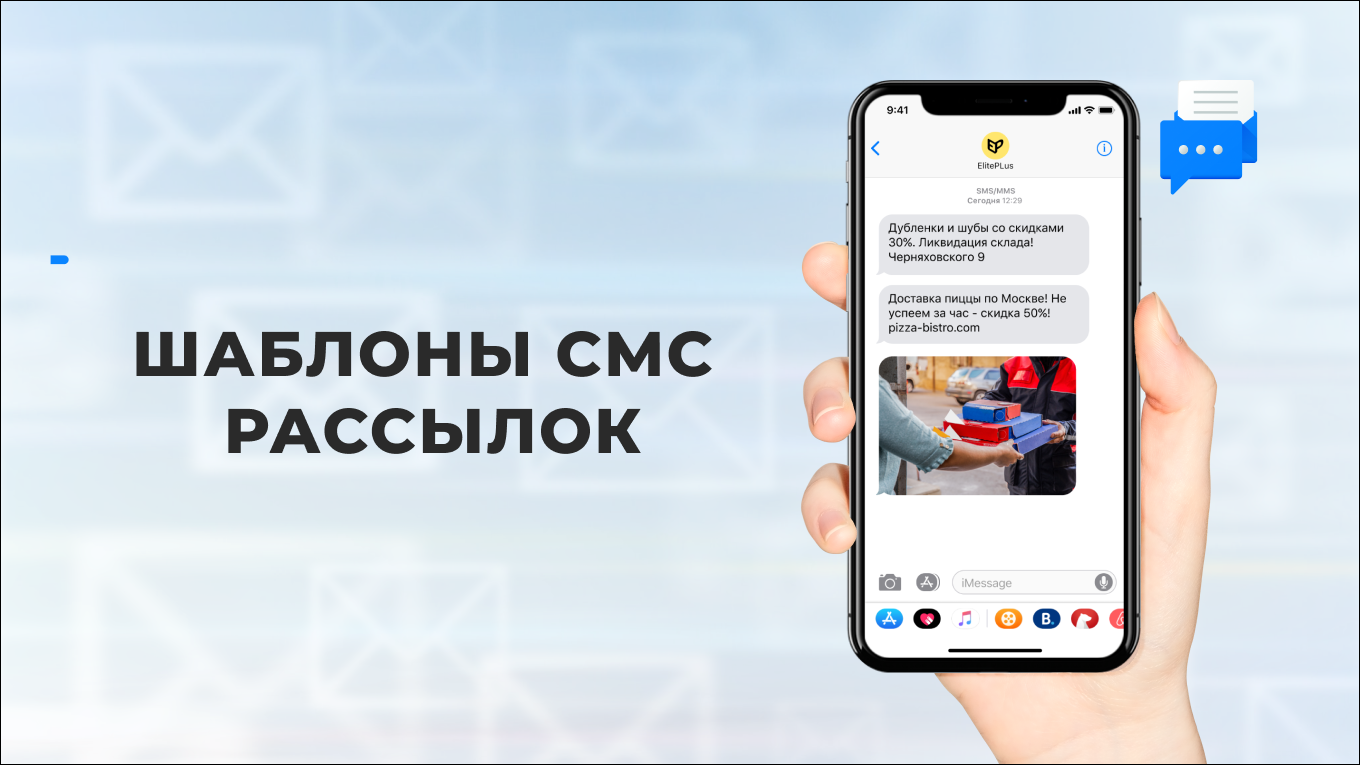 ШАБЛОНЫ СМС
РАССЫЛОК
9:41
ElitePLus
SMS/MMS
Сегодня 12:29
Дубленки и шубы со скидками
30%. Ликвидация склада!
Черняховского 9
Доставка пиццы по Москве! Не
успеем за час - скидка 50%!
pizza-bistro.com
iMessage
B.